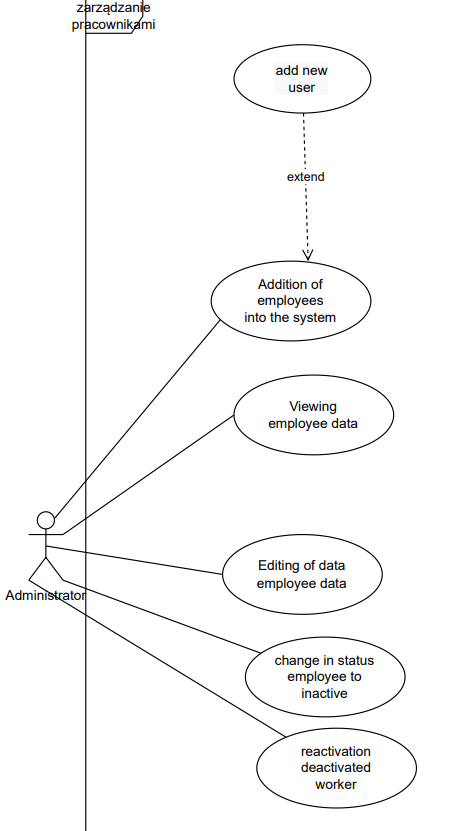 zarządzanie
pracownikami
add new
user
extend
Addition of
employees
into the system
Viewing
employee data
Editing of data
employee data
Administrator
change in status
employee to
inactive
reactivation
deactivated
worker